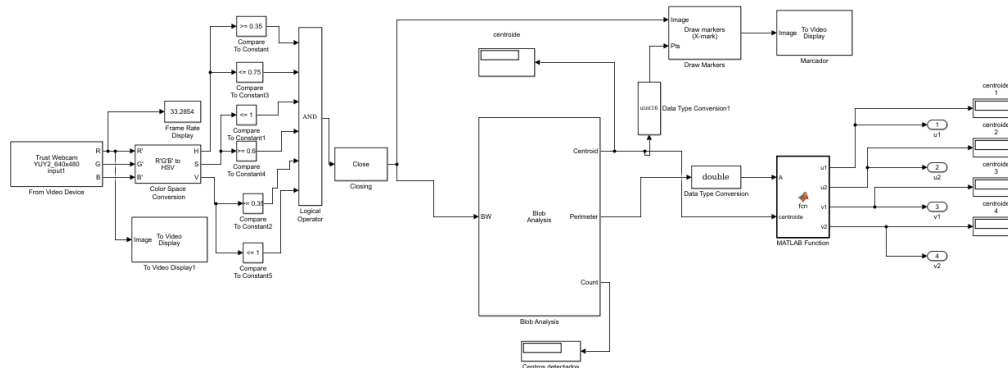 >= 0.35
Compare
To Constant
<= 0.75
Compare
To Constant3
<= 1
Compare
To Constant1
>= 0.6
Compare
To Constant4
= 0.35
Compare
To Constant2
<= 1
Compare
To Constant5
33.2854
Frame Rate
Display
Trust Webcam
YUY2_640x480
input1
R
G
B
From Video Device
R'
G'
B'
R'G'B' to
HSV
H
S
V
Color Space
Conversion
Image
To Video
Display
To Video Display1
AND
Logical
Operator
Close
Closing
centroide
BW
Blob
Analysis
Centroid
Perimeter
Count
Blob Analysis
Centros detectados
Image
Pts
Draw markers
(X-mark)
Draw Markers
Image
To Video
Display
Marcador
uint16
Data Type Conversion1
double
Data Type Conversion
A
centroide
fcn
u1
u2
v1
v2
MATLAB Function
centroide
1
1
u1
centroide
2
2
u2
centroide
3
3
v1
centroide
4
4
v2